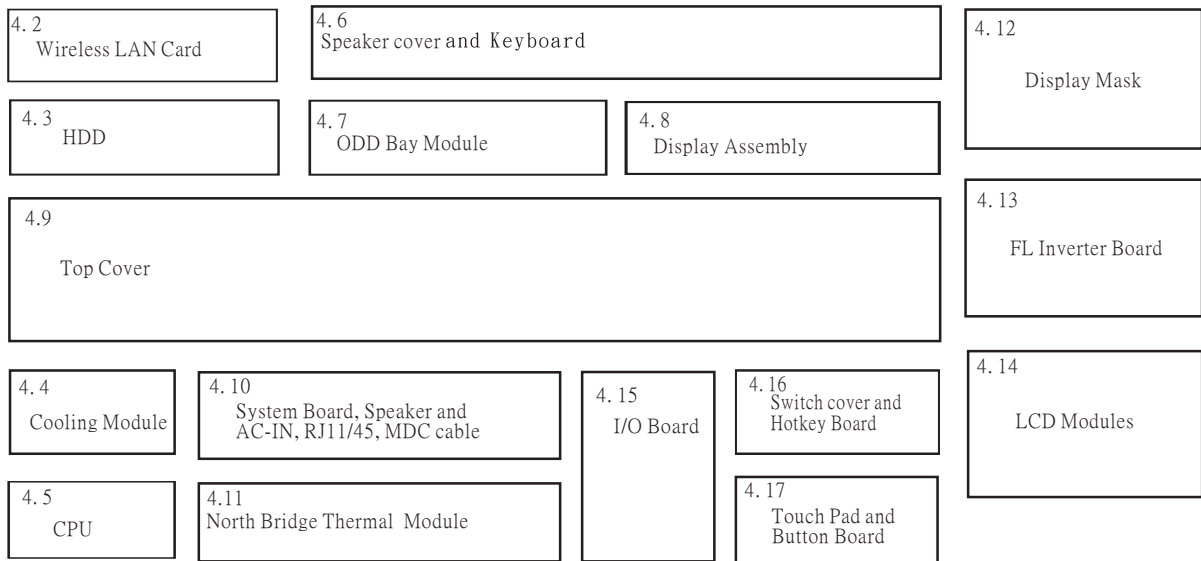 4.2
Wireless LAN Card
4.6
Speaker cover and Keyboard
4.12
Display Mask
4.3
HDD
4.7
ODD Bay Module
4.8
Display Assembly
4.9
Top Cover
4.13
FL Inverter Board
4.4
Cooling Module
4.10
System Board, Speaker and
AC-IN, RJ11/45, MDC cable
4.15
I/O Board
4.16
Switch cover and
Hotkey Board
4.14
LCD Modules
4.5
CPU
4.11
North Bridge Thermal Module
4.17
Touch Pad and
Button Board